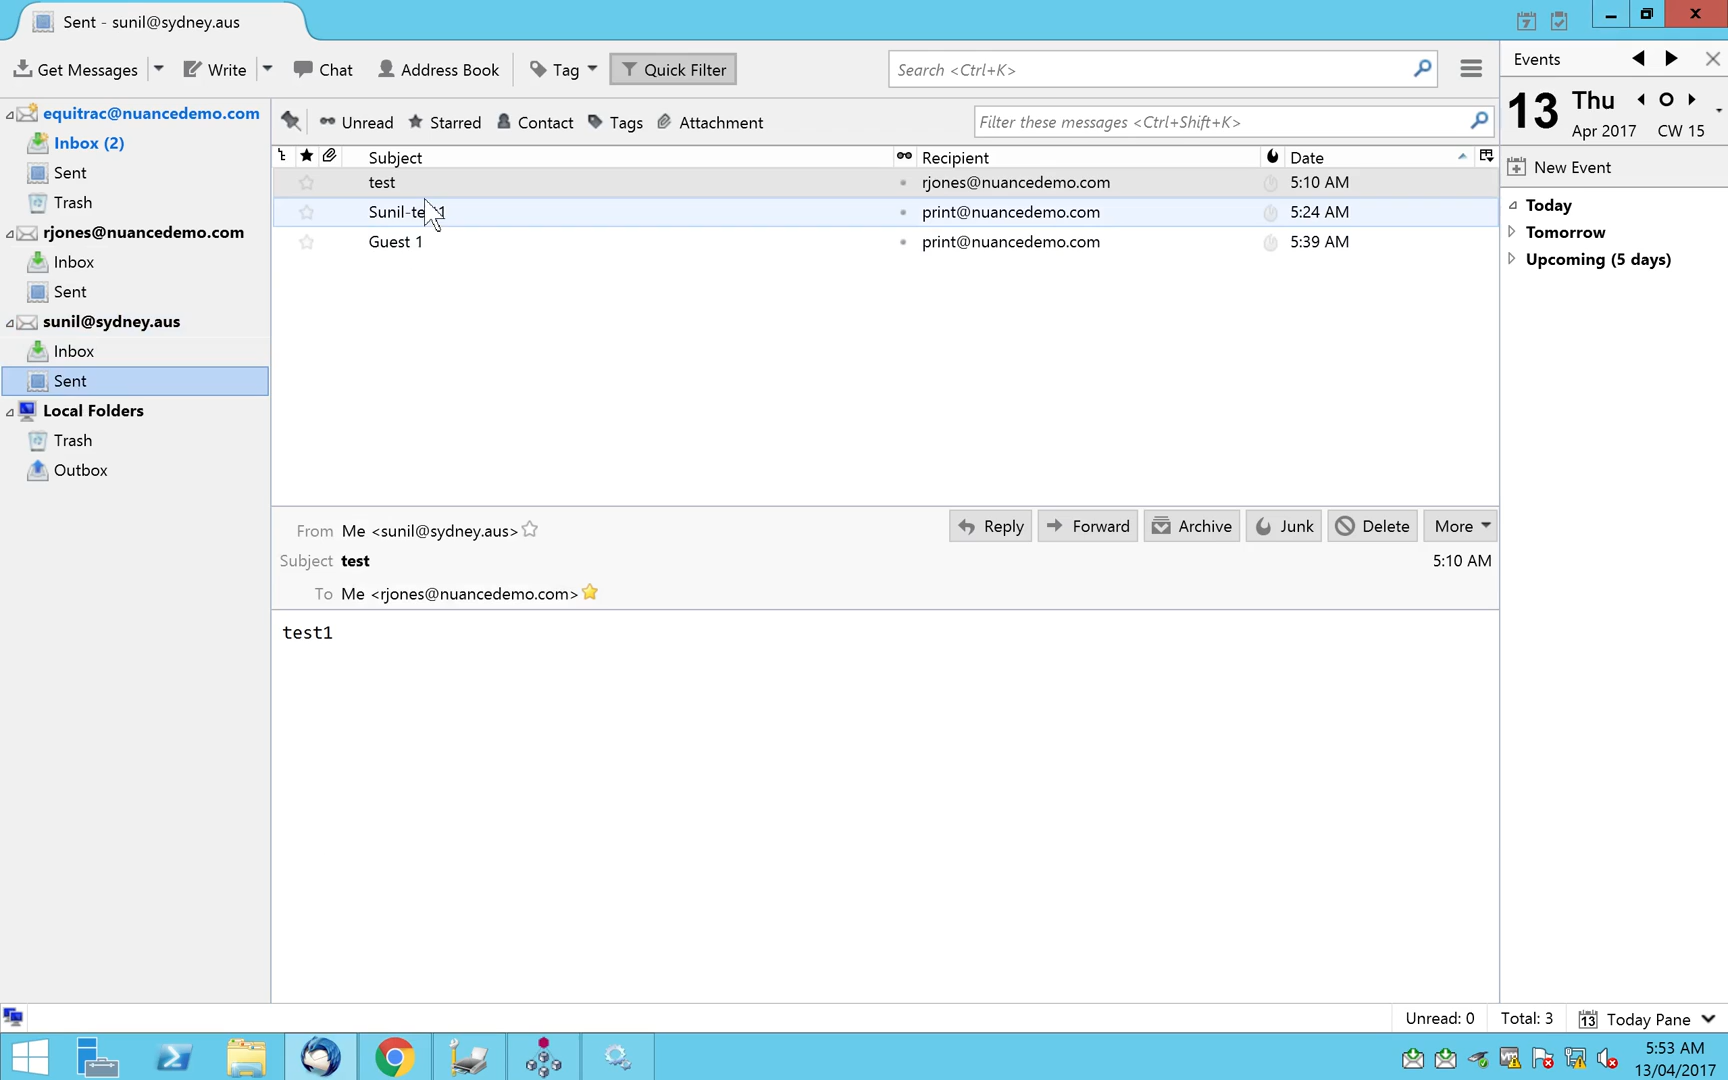 Sent - sunil@sydney.aus
Get Messages Write Chat Address Book Tag Quick Filter Search <Ctrl+K>
Unread Starred Contact Tags Attachment Filter these messages <Ctrl+Shift+K>
Subject Recipient Date
test rjones@nuancedemo.com 5:10 AM
print@nuancedemo.com 5:24 AM
Guest 1 print@nuancedemo.com 5:39 AM
equitrac@nuancedemo.com
Inbox (2)
Sent
Trash
rjones@nuancedemo.com
Inbox
Sent
sunil@sydney.aus
Inbox
Sent
Local Folders
Trash
Outbox
From Me <sunil@sydney.aus> Reply Forward Archive Junk Delete More
Subject test 5:10 AM
To Me <rjones@nuancedemo.com>
test1
Events
13 Thu
Apr 2017 CW 15
New Event
Today
Tomorrow
Upcoming (5 days)
Unread: 0 Total: 3 13 Today Pane
5:53 AM
13/04/2017